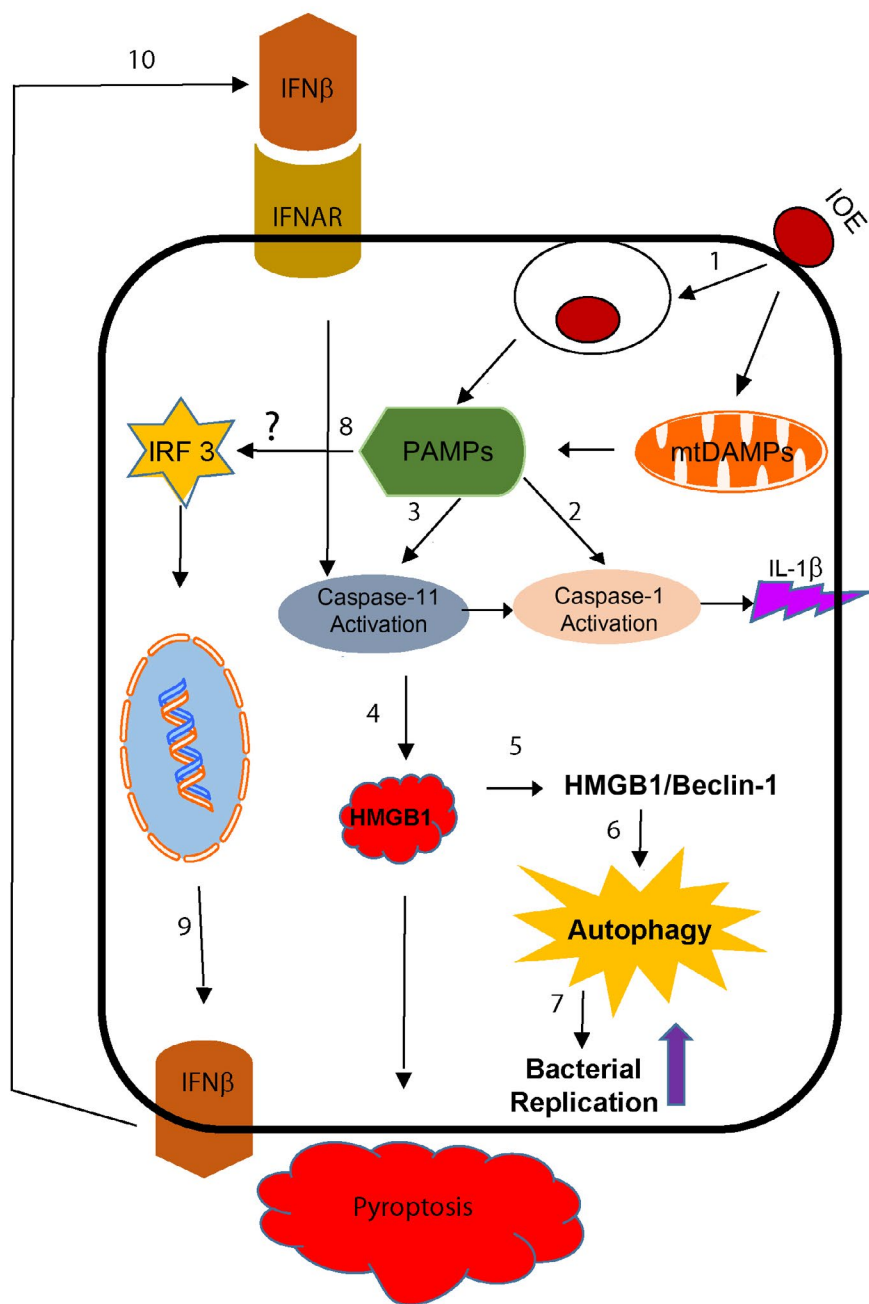 10
IFNβ
IFNAR
IOE
1
?
IRF 3
8
PAMPs
mtDAMPs
3
2
IL-1β
Caspase-11
Activation
Caspase-1
Activation
4
5
HMGB1
HMGB1/Beclin-1
6
Autophagy
9
7
IFNβ
Bacterial
Replication
Pyroptosis